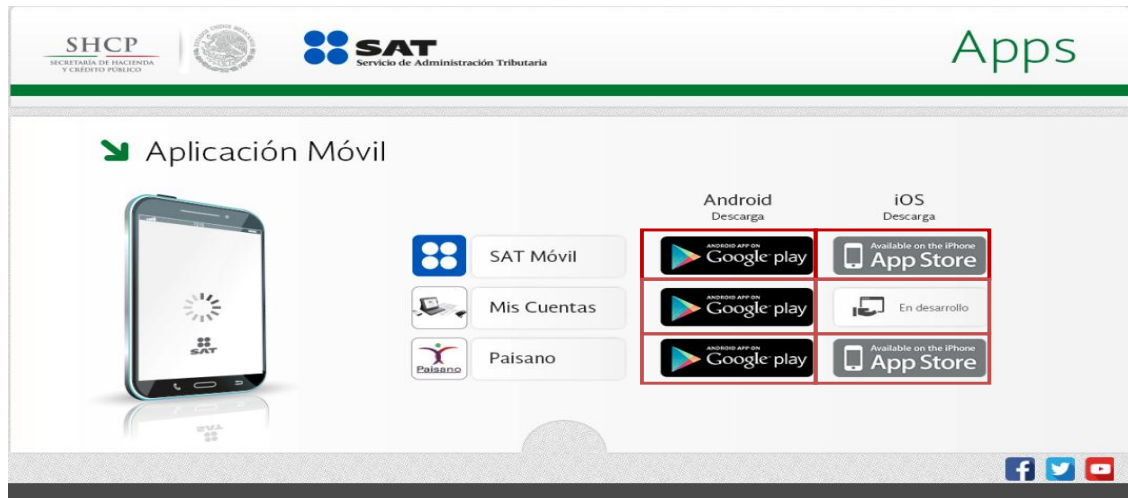 SHCP
SECRETARÍA DE HACIENDA
Y CRÉDITO PÚBLICO
SAT
Servicio de Administración Tributaria
Apps
Aplicación Móvil
Android
Descarga
iOS
Descarga
SAT Móvil
ANDROID APP ON
Google play
Available on the iPhone
App Store
Mis Cuentas
ANDROID APP ON
Google play
En desarrollo
Paisano
Paisano
ANDROID APP ON
Google play
Available on the iPhone
App Store
SAT